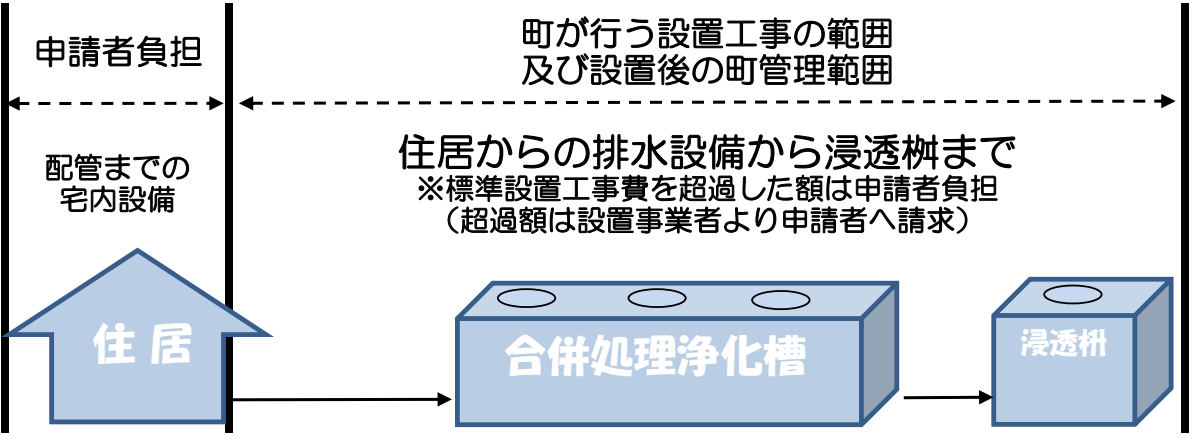 申請者負担
町が行う設置工事の範囲
及び設置後の町管理範囲
配管までの
宅内設備
住居からの排水設備から浸透桝まで
※標準設置工事費を超過した額は申請者負担
（超過額は設置事業者より申請者へ請求）
住居
合併処理浄化槽
浸透枡